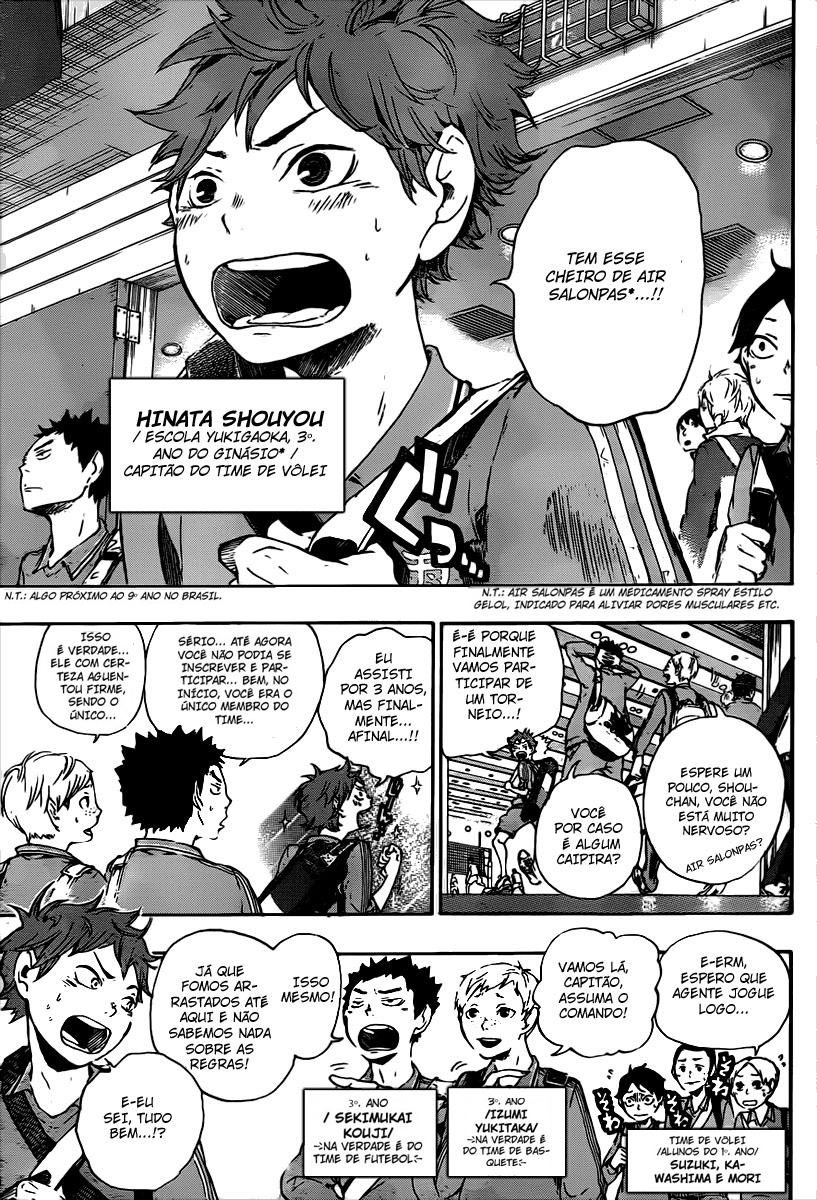 TEM ESSE
CHEIRO DE AIR
SALONPAS*...!!
HINATA SHOUYOU
/ ESCOLA YUKIGAOKA, 3º.
ANO DO GINÁSIO* /
CAPITÃO DO TIME DE VÔLEI
N.T.: AIR SALONPAS É UM MEDICAMENTO SPRAY ESTILO
GELOL, INDICADO PARA ALIVIAR DORES MUSCULARES ETC.
N.T.: ALGO PRÓXIMO AO 9º ANO NO BRASIL.
É-É PORQUE
FINALMENTE
VAMOS PAR-
TICIPAR DE
UM TOR-
NEIO...!
ESPERE UM
POUCO, SHOU-
CHAN, VOCÊ NÃO
ESTÁ MUITO
NERVOSO?
AIR SALONPAS?
VOCÊ
POR CASO
É ALGUM
CAIPIRA?
EU
ASSISTI
POR 3 ANOS,
MAS FINAL-
MENTE...
AFINAL...!!
SÉRIO... ATÉ AGORA
VOCÊ NÃO PODIA SE
INSCREVER E PAR-
TICIPAR... BEM, NO
INÍCIO, VOCÊ ERA O
ÚNICO MEMBRO DO
TIME...
ISSO
É VERDADE...
ELE COM CER-
TEZA AGUEN-
TOU FIRME,
SENDO O
ÚNICO...
E-ERM,
ESPERO QUE
AGENTE JOGUE
LOGO...
VAMOS LÁ,
CAPITÃO,
ASSUMA O
COMANDO!
TIME DE VÔLEI
/ALUNOS DO 1º. ANO/
SUZUKI, KA-
WASHIMA E MORI
3º. ANO
/IZUMI
YUKITAKA/
->NA VERDADE É
DO TIME DE BAS-
QUETE<-
3º. ANO
/ SEKIMUKAI
KOUJI/
->NA VERDADE É DO
TIME DE FUTEBOL<-
ISSO
MESMO!
JÁ QUE
FOMOS AR-
RASTADOS ATÉ
AQUI E NÃO
SABEMOS NADA
SOBRE AS
REGRAS!
E-EU
SEI, TUDO
BEM...!?